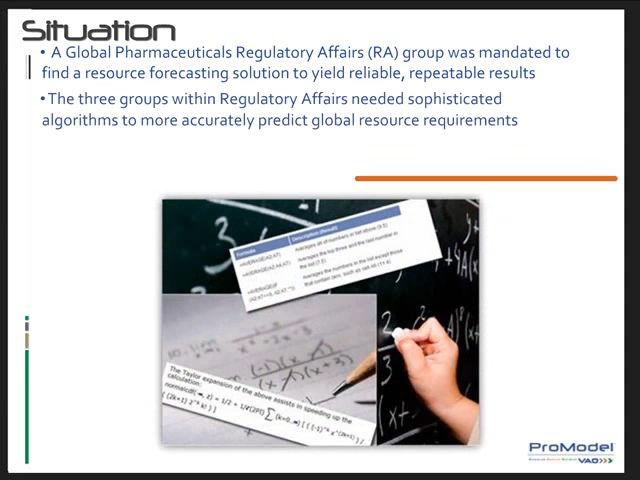 Situation
• A Global Pharmaceuticals Regulatory Affairs (RA) group was mandated to
find a resource forecasting solution to yield reliable, repeatable results
•The three groups within Regulatory Affairs needed sophisticated
algorithms to more accurately predict global resource requirements
Formula Description (Result)
=AVERAGE(A2:A7) Averages all of numbers in list above (9.5)
=AVERAGE(A2:A4,A7) Averages the top three and the last number in
the list (7.5)
=AVERAGE(IF Averages the numbers in the list except those
that contain zero, such as cell A6 (11.4)
The Taylor expansion of the above assists in speeding up the
calculation:
ProModel
VAO